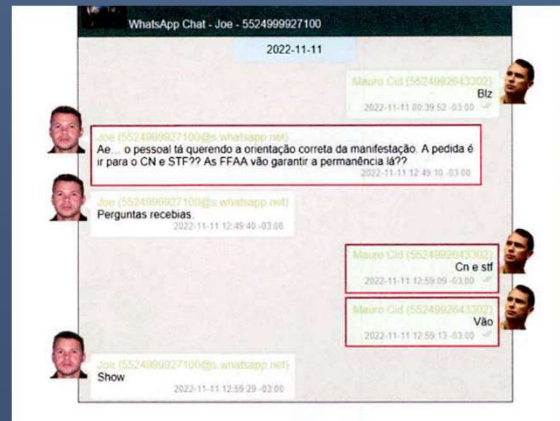 WhatsApp Chat - Joe - 5524999927100
2022-11-11
Mauro Cid (5524992643302)
Blz
2022-11-11 00:39:52 -03:00
Joe (5524999927100@s.whatsapp.net)
Ae... o pessoal tá querendo a orientação correta da manifestação. A pedida é
ir para o CN e STF?? As FFAA vão garantir a permanência lá??
2022-11-11 12:49:10 -03:00
Joe (5524999927100@s.whatsapp.net)
Perguntas recebias.
2022-11-11 12:49:40 -03:00
Mauro Cid (5524992643302)
Cn e stf
2022-11-11 12:59:09 -03:00
Mauro Cid (5524992643302)
Vão
2022-11-11 12:59:13 -03:00
Joe (5524999927100@s.whatsapp.net)
Show
2022-11-11 12:59:29 -03:00